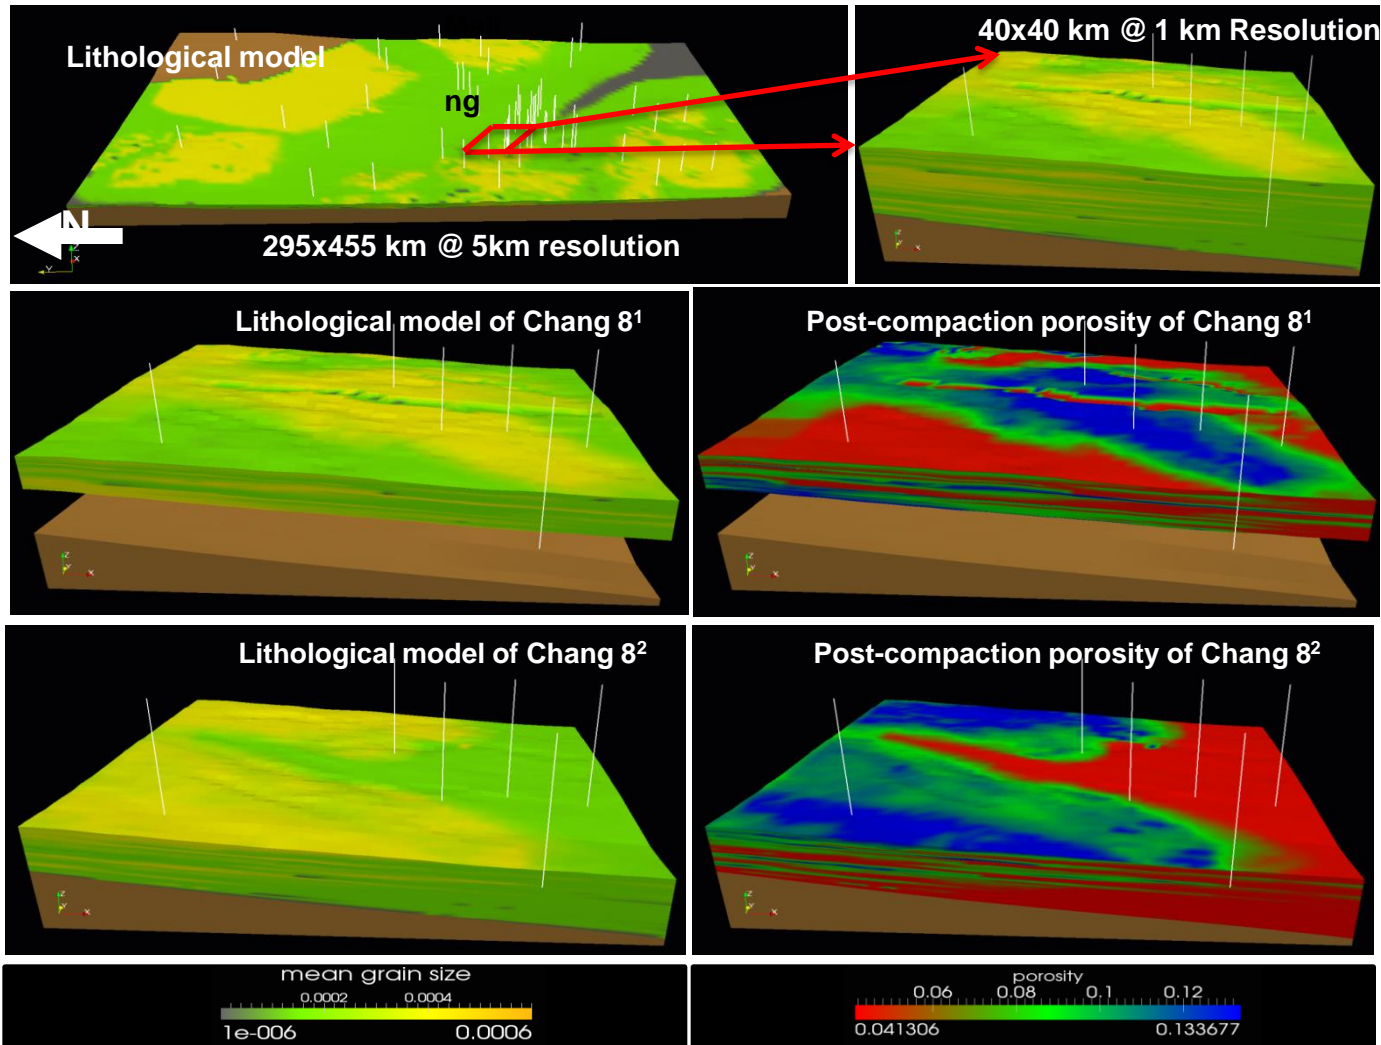 Lithological model
ng
N
295x455 km @ 5km resolution
Z
X
Y
40x40 km @ 1 km Resolution
Z
X
Lithological model of Chang 8¹
Z
Y
X
Post-compaction porosity of Chang 8¹
Z
Y
X
Lithological model of Chang 8²
Z
Y
X
Post-compaction porosity of Chang 8²
Z
Y
X
mean grain size
0.0002 0.0004
1e-006 0.0006
porosity
0.06 0.08 0.1 0.12
0.041306 0.133677